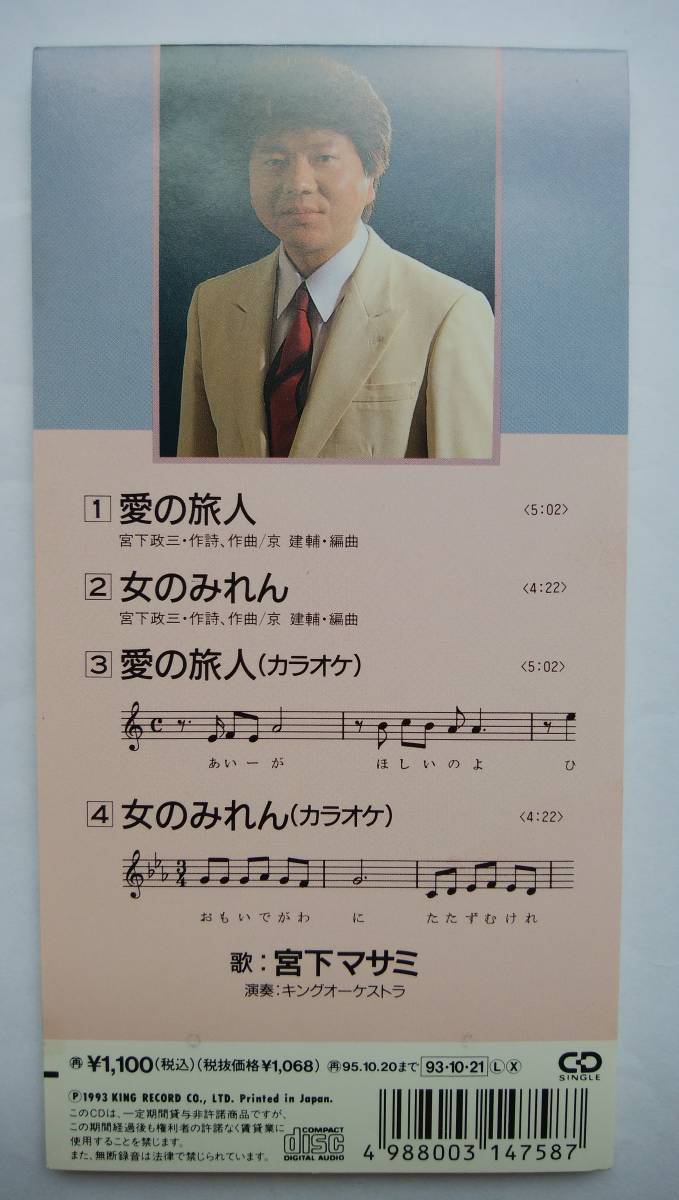 1 愛の旅人 〈5:02〉
宮下政三・作詩、作曲/京 建輔・編曲
2 女のみれん 〈4:22〉
宮下政三・作詩、作曲/京 建輔・編曲
3 愛の旅人(カラオケ) 〈5:02〉
あいーが ほしいのよ ひ
4 女のみれん(カラオケ) 〈4:22〉
3/4
おもいでがわ に たたずむけれ
歌:宮下マサミ
演奏:キングオーケストラ
再 ¥1,100(税込)(税抜価格¥1,068) 再95.10.20まで 93・10・21 L X
CD SINGLE
Ⓟ1993 KING RECORD CO., LTD. Printed in Japan.
このCDは、一定期間貸与非許諾商品ですが、
この期間経過後も権利者の許諾なく賃貸業に
使用することを禁じます。
また、無断録音は法律で禁じられています。
COMPACT disc DIGITAL AUDIO
4 988003 147587